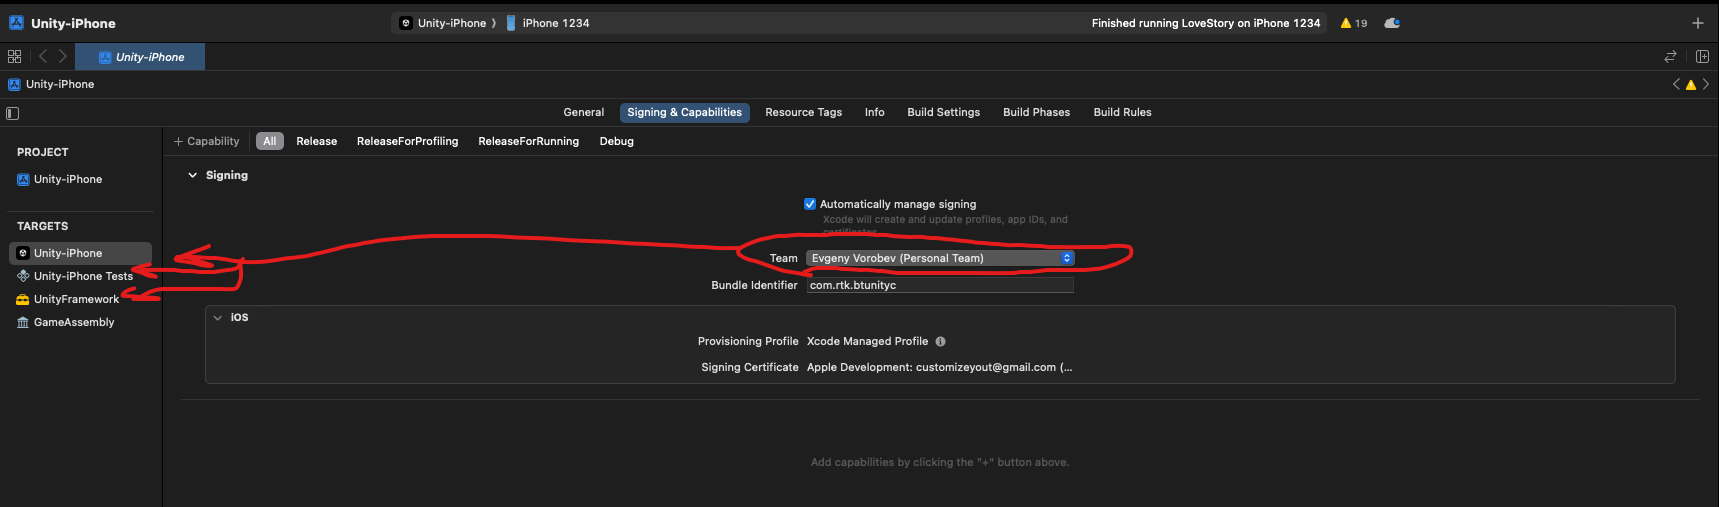 Unity-iPhone
Unity-iPhone ⟩ iPhone 1234
Finished running LoveStory on iPhone 1234
19
Unity-iPhone
Unity-iPhone
General Signing & Capabilities Resource Tags Info Build Settings Build Phases Build Rules
+ Capability All Release ReleaseForProfiling ReleaseForRunning Debug
PROJECT
Unity-iPhone
TARGETS
Unity-iPhone
Unity-iPhone Tests
UnityFramework
GameAssembly
Signing
Automatically manage signing
Xcode will create and update profiles, app IDs, and
certificates.
Team Evgeny Vorobev (Personal Team)
Bundle Identifier com.rtk.btunityc
iOS
Provisioning Profile Xcode Managed Profile
Signing Certificate Apple Development: customizeyout@gmail.com (...
Add capabilities by clicking the "+" button above.